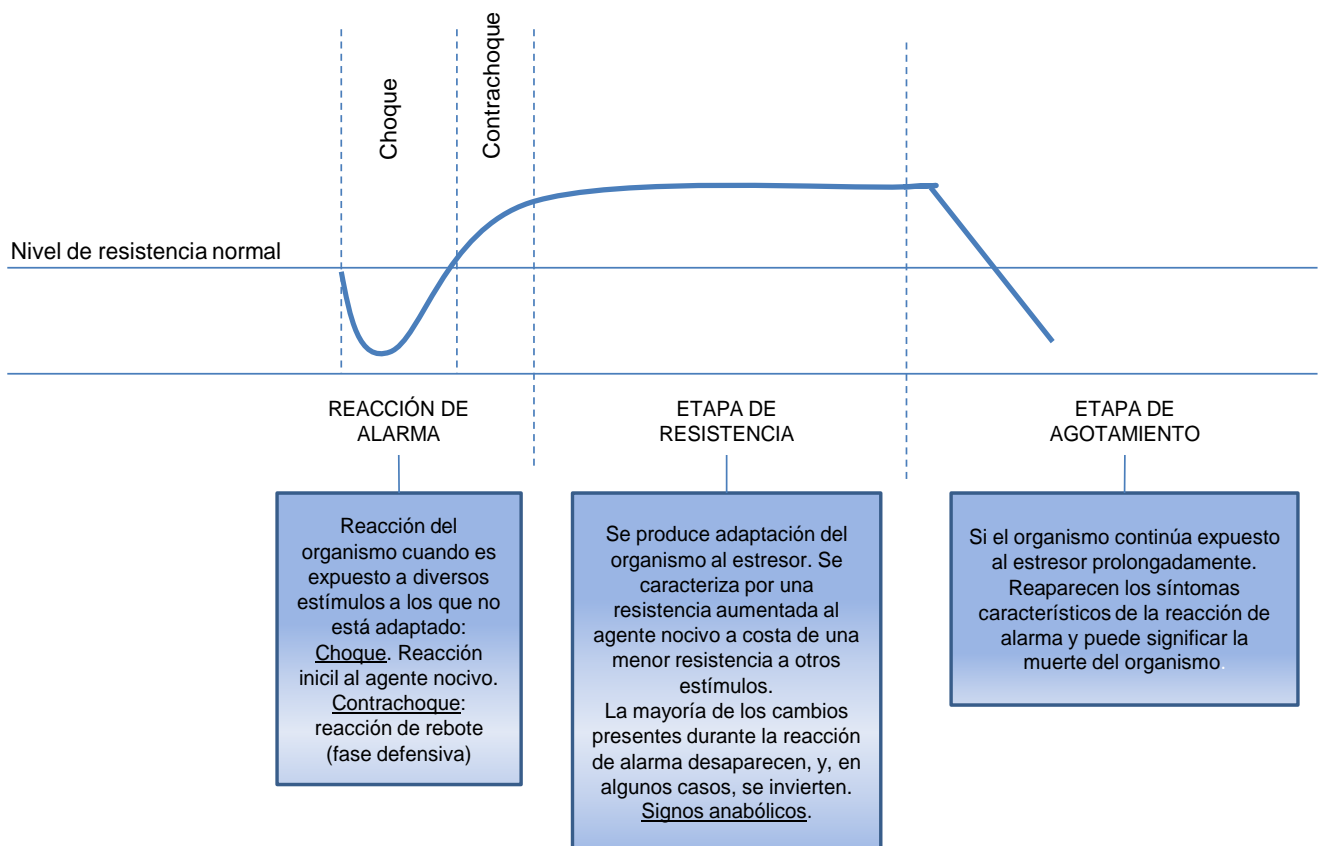 Choque
Contrachoque
Nivel de resistencia normal
REACCIÓN DE
ALARMA
ETAPA DE
RESISTENCIA
ETAPA DE
AGOTAMIENTO
Reacción del
organismo cuando es
expuesto a diversos
estímulos a los que no
está adaptado:
Choque. Reacción
inicil al agente nocivo.
Contrachoque:
reacción de rebote
(fase defensiva)
Se produce adaptación del
organismo al estresor. Se
caracteriza por una
resistencia aumentada al
agente nocivo a costa de una
menor resistencia a otros
estímulos.
La mayoría de los cambios
presentes durante la reacción
de alarma desaparecen, y, en
algunos casos, se invierten.
Signos anabólicos.
Si el organismo continúa expuesto
al estresor prolongadamente.
Reaparecen los síntomas
característicos de la reacción de
alarma y puede significar la
muerte del organismo.